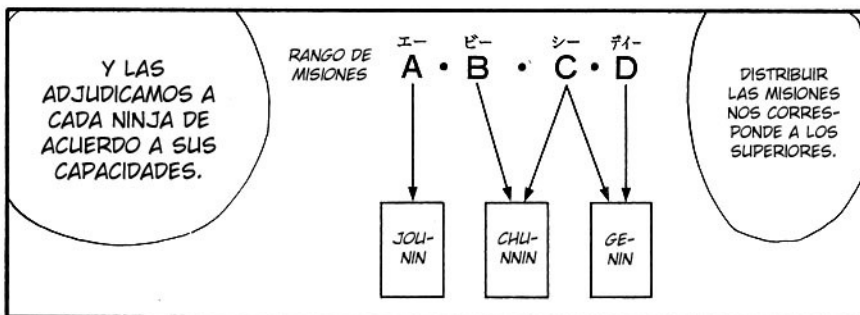 DISTRIBUIR
LAS MISIONES
NOS CORRES-
PONDE A LOS
SUPERIORES.
RANGO DE
MISIONES
エー ビー シー ディー
A・B・C・D
JOU-
NIN
CHU-
NNIN
GE-
NIN
Y LAS
ADJUDICAMOS A
CADA NINJA DE
ACUERDO A SUS
CAPACIDADES.